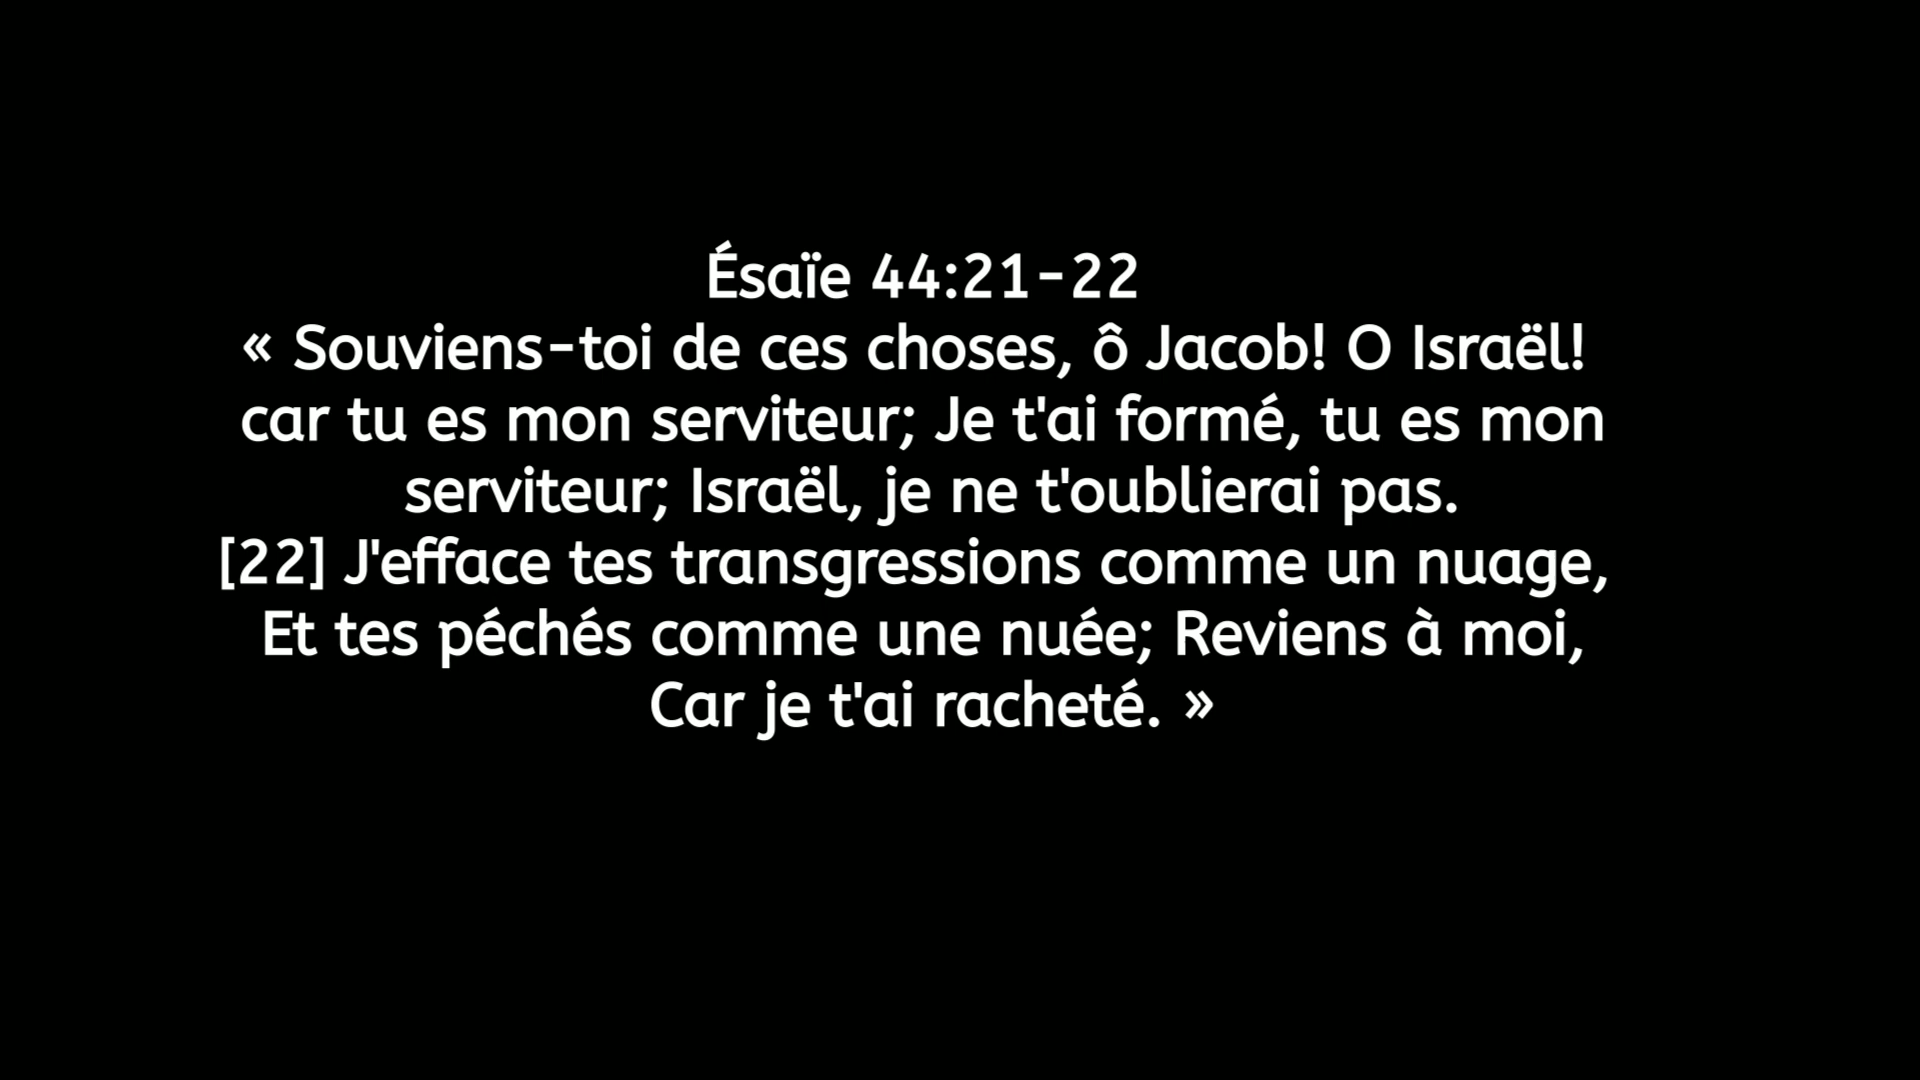 Ésaïe 44:21-22
« Souviens-toi de ces choses, ô Jacob! O Israël!
car tu es mon serviteur; Je t'ai formé, tu es mon
serviteur; Israël, je ne t'oublierai pas.
[22] J'efface tes transgressions comme un nuage,
Et tes péchés comme une nuée; Reviens à moi,
Car je t'ai racheté. »